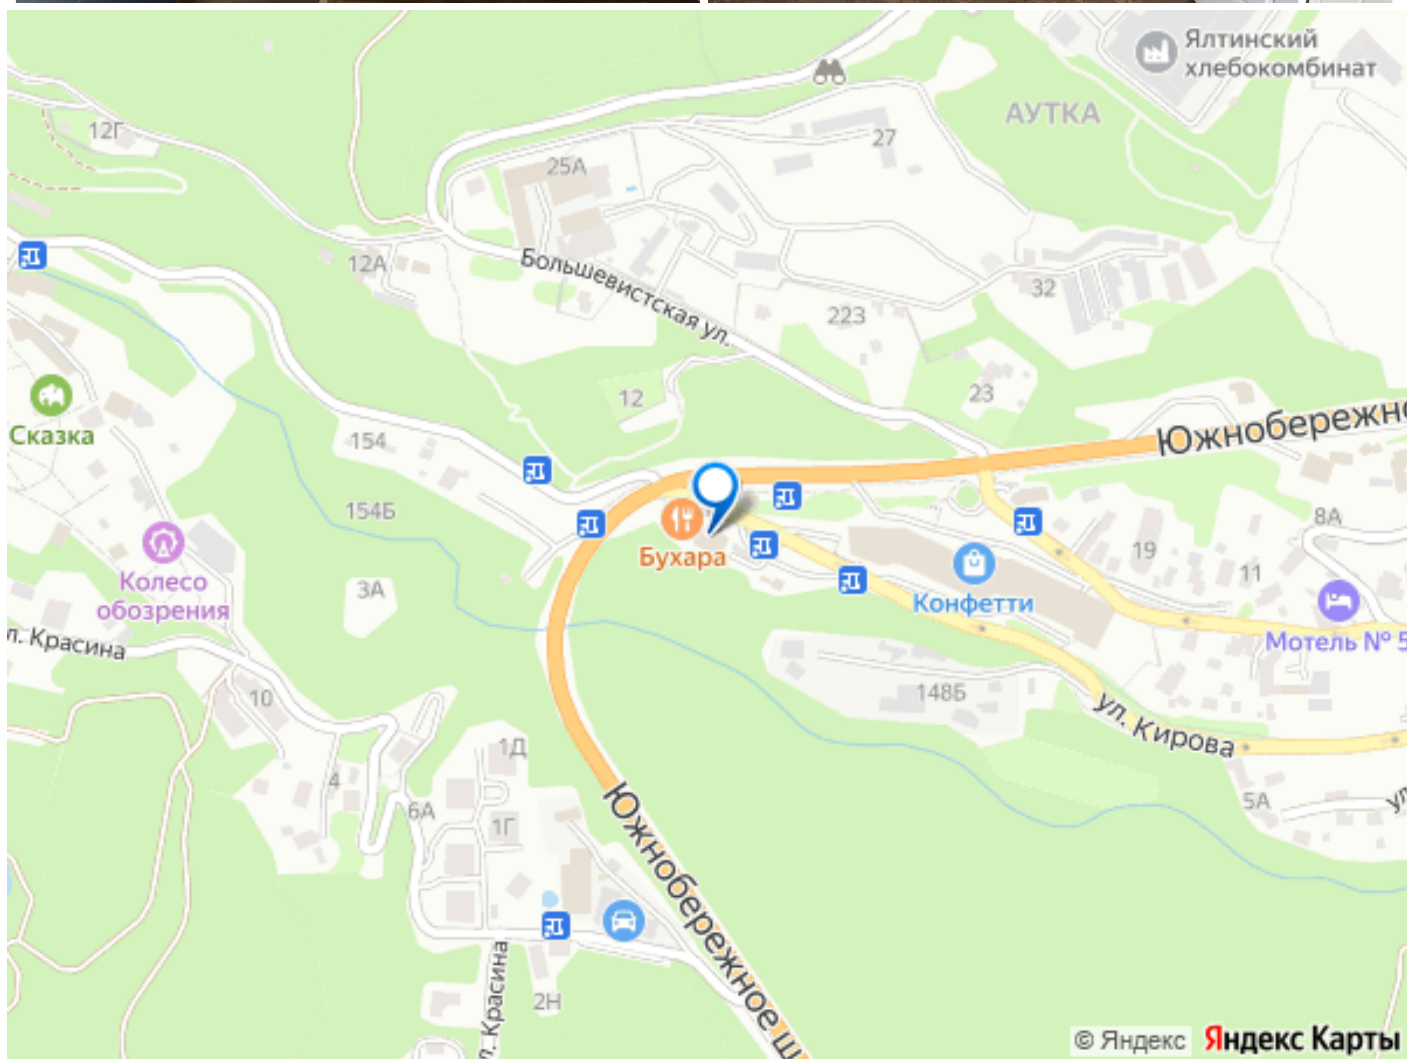 Ялтинский
хлебокомбинат
АУТКА
12Г
27
25А
12А
Большевистская ул.
32
223
12
23
Сказка
154
Южнобережно
154Б
8А
Бухара
19
11
Колесо
обозрения
3А
Конфетти
Мотель № 5
л. Красина
10
148Б
ул. Кирова
1Д
4
6А
1Г
5А
ул
Южнобережное ш
л. Красина
2Н
© Яндекс Яндекс Карты